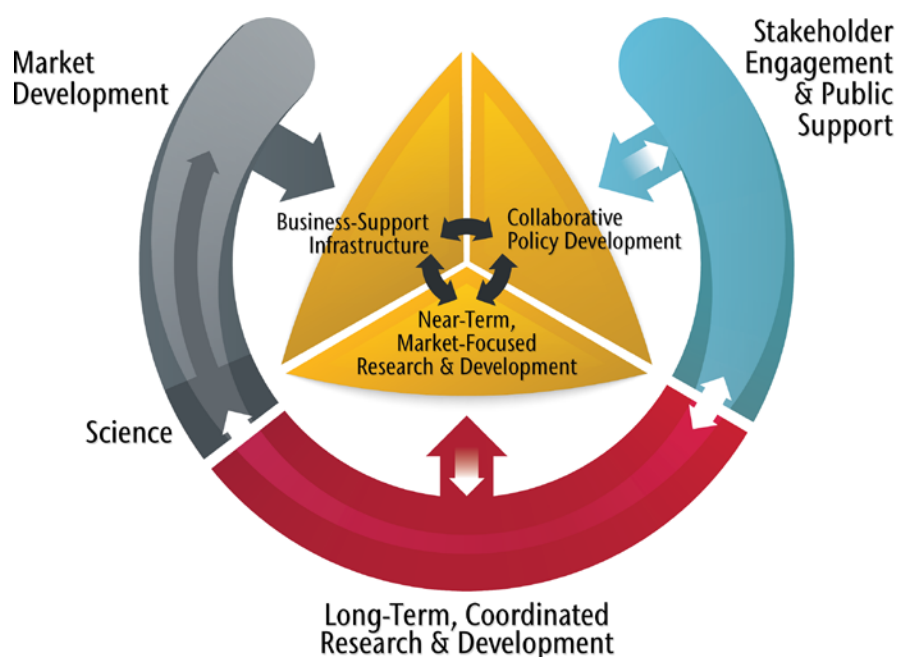 Market
Development
Stakeholder
Engagement
& Public
Support
Business-Support
Infrastructure
Collaborative
Policy Development
Near-Term,
Market-Focused
Research & Development
Science
Long-Term, Coordinated
Research & Development